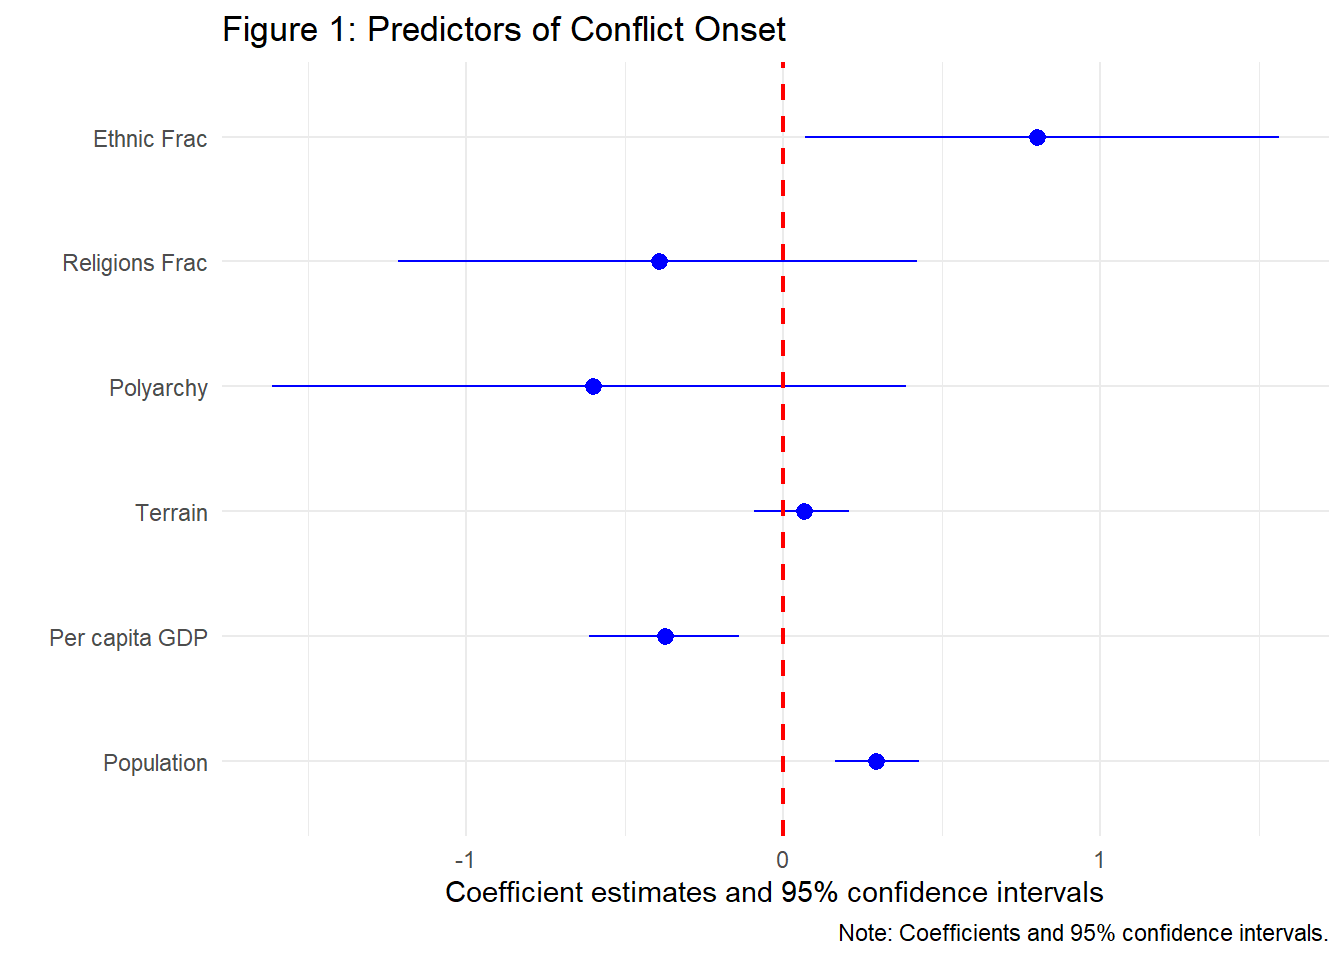 Figure 1: Predictors of Conflict Onset
Ethnic Frac
Religions Frac
Polyarchy
Terrain
Per capita GDP
Population
-1 0 1
Coefficient estimates and 95% confidence intervals
Note: Coefficients and 95% confidence intervals.